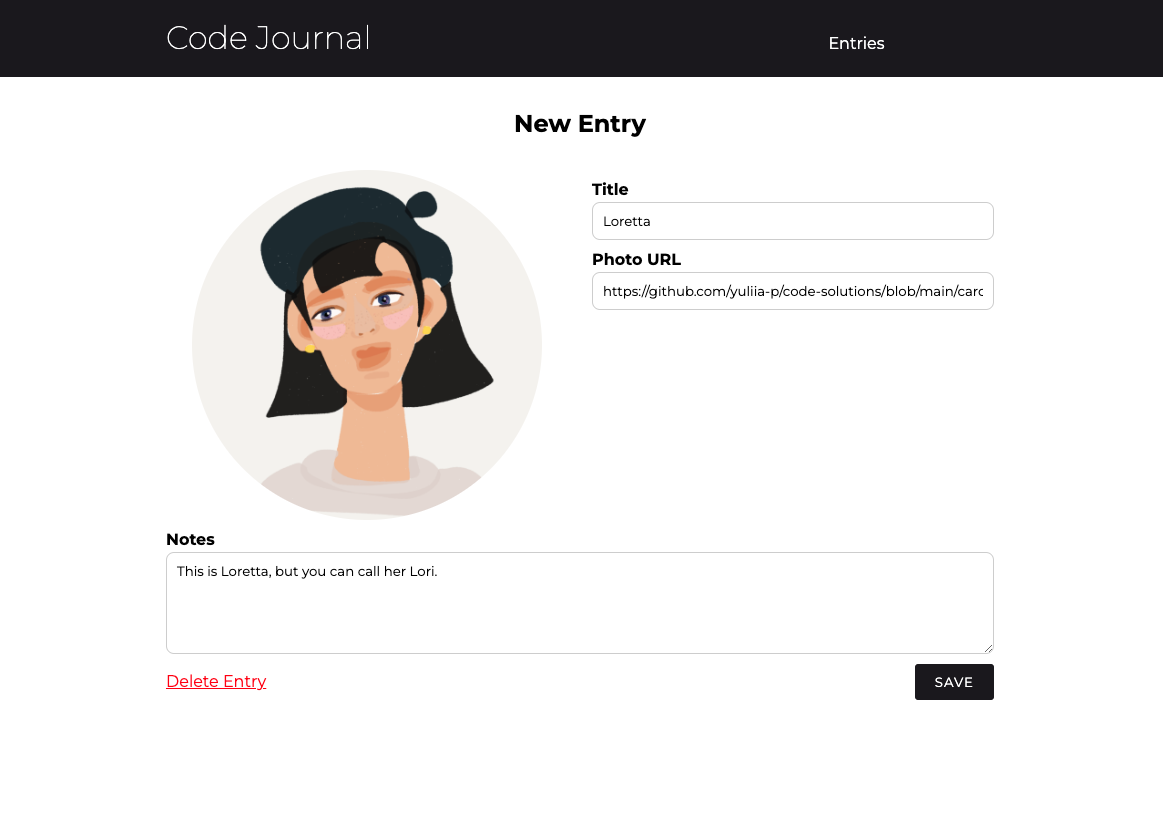 Code Journal
Entries
New Entry
Title
Loretta
Photo URL
https://github.com/yuliia-p/code-solutions/blob/main/carc
Notes
This is Loretta, but you can call her Lori.
Delete Entry
SAVE